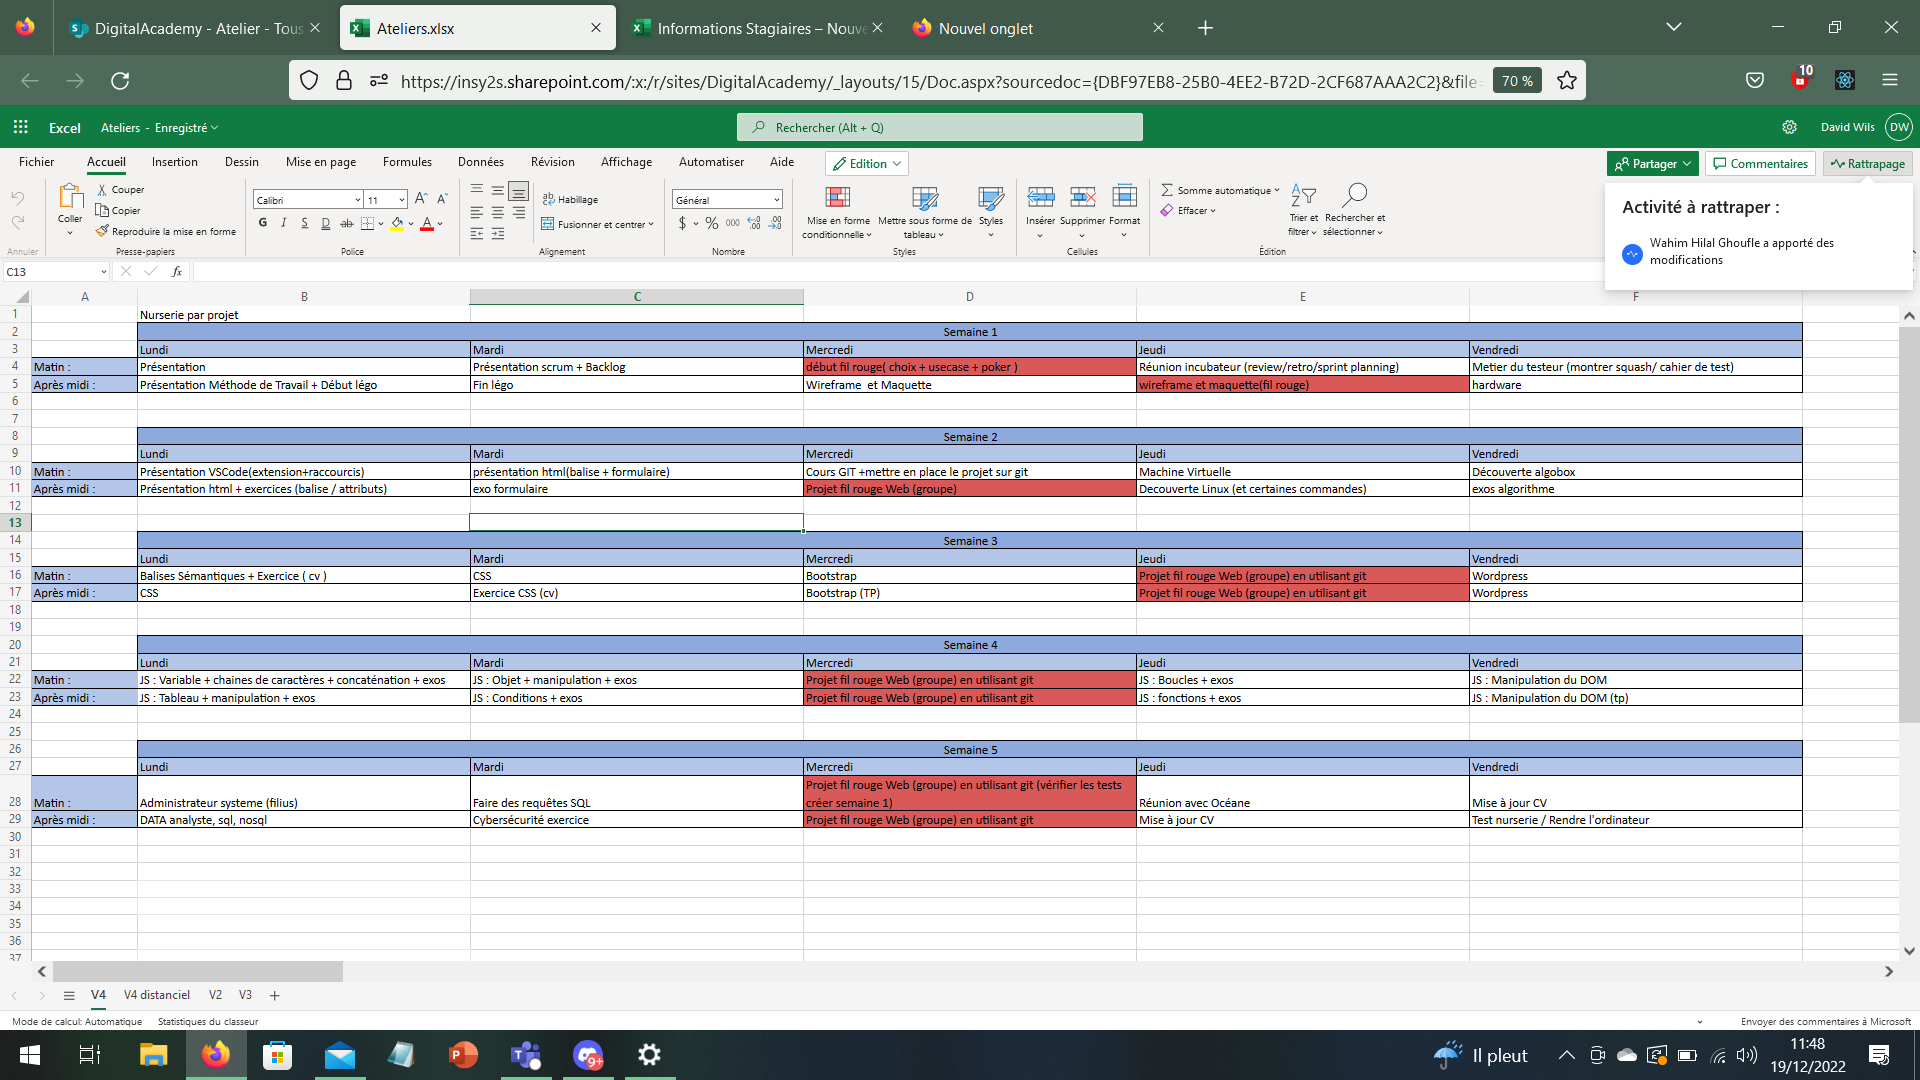 DigitalAcademy - Atelier - Tous
Ateliers.xlsx
Informations Stagiaires – Nouve
Nouvel onglet
https://insy2s.sharepoint.com/:x:/r/sites/DigitalAcademy/_layouts/15/Doc.aspx?sourcedoc={DBF97EB8-25B0-4EE2-B72D-2CF687AAA2C2}&file=
70 %
10
Excel
Ateliers - Enregistré
Rechercher (Alt + Q)
David Wils
DW
Fichier Accueil Insertion Dessin Mise en page Formules Données Révision Affichage Automatiser Aide
Edition
Partager
Commentaires
Rattrapage
Annuler
Coller
Couper
Copier
Reproduire la mise en forme
Presse-papiers
Calibri 11
G I S D ab
Police
Habillage
Fusionner et centrer
Alignement
Général
$ % 000
Nombre
Mise en forme conditionnelle
Mettre sous forme de tableau
Styles
Styles
Insérer Supprimer Format
Cellules
Somme automatique
Effacer
Trier et filtrer
Rechercher et sélectionner
Édition
Activité à rattraper :
Wahim Hilal Ghoufle a apporté des
modifications
C13
fx
A B C D E F
1 Nurserie par projet
2 Semaine 1
3 Lundi Mardi Mercredi Jeudi Vendredi
4 Matin : Présentation Présentation scrum + Backlog début fil rouge( choix + usecase + poker ) Réunion incubateur (review/retro/sprint planning) Metier du testeur (montrer squash/ cahier de test)
5 Après midi : Présentation Méthode de Travail + Début légo Fin légo Wireframe et Maquette wireframe et maquette(fil rouge) hardware
6
7
8 Semaine 2
9 Lundi Mardi Mercredi Jeudi Vendredi
10 Matin : Présentation VSCode(extension+raccourcis) présentation html(balise + formulaire) Cours GIT +mettre en place le projet sur git Machine Virtuelle Découverte algobox
11 Après midi : Présentation html + exercices (balise / attributs) exo formulaire Projet fil rouge Web (groupe) Decouverte Linux (et certaines commandes) exos algorithme
12
13
14 Semaine 3
15 Lundi Mardi Mercredi Jeudi Vendredi
16 Matin : Balises Sémantiques + Exercice ( cv ) CSS Bootstrap Projet fil rouge Web (groupe) en utilisant git Wordpress
17 Après midi : CSS Exercice CSS (cv) Bootstrap (TP) Projet fil rouge Web (groupe) en utilisant git Wordpress
18
19
20 Semaine 4
21 Lundi Mardi Mercredi Jeudi Vendredi
22 Matin : JS : Variable + chaines de caractères + concaténation + exos JS : Objet + manipulation + exos Projet fil rouge Web (groupe) en utilisant git JS : Boucles + exos JS : Manipulation du DOM
23 Après midi : JS : Tableau + manipulation + exos JS : Conditions + exos Projet fil rouge Web (groupe) en utilisant git JS : fonctions + exos JS : Manipulation du DOM (tp)
24
25
26 Semaine 5
27 Lundi Mardi Mercredi Jeudi Vendredi
Projet fil rouge Web (groupe) en utilisant git (vérifier les tests
28 Matin : Administrateur systeme (filius) Faire des requêtes SQL créer semaine 1) Réunion avec Océane Mise à jour CV
29 Après midi : DATA analyste, sql, nosql Cybersécurité exercice Projet fil rouge Web (groupe) en utilisant git Mise à jour CV Test nurserie / Rendre l'ordinateur
30
31
32
33
34
35
36
37
V4 V4 distanciel V2 V3
Mode de calcul: Automatique Statistiques du classeur
Envoyer des commentaires à Microsoft
9+
Il pleut
11:48
19/12/2022